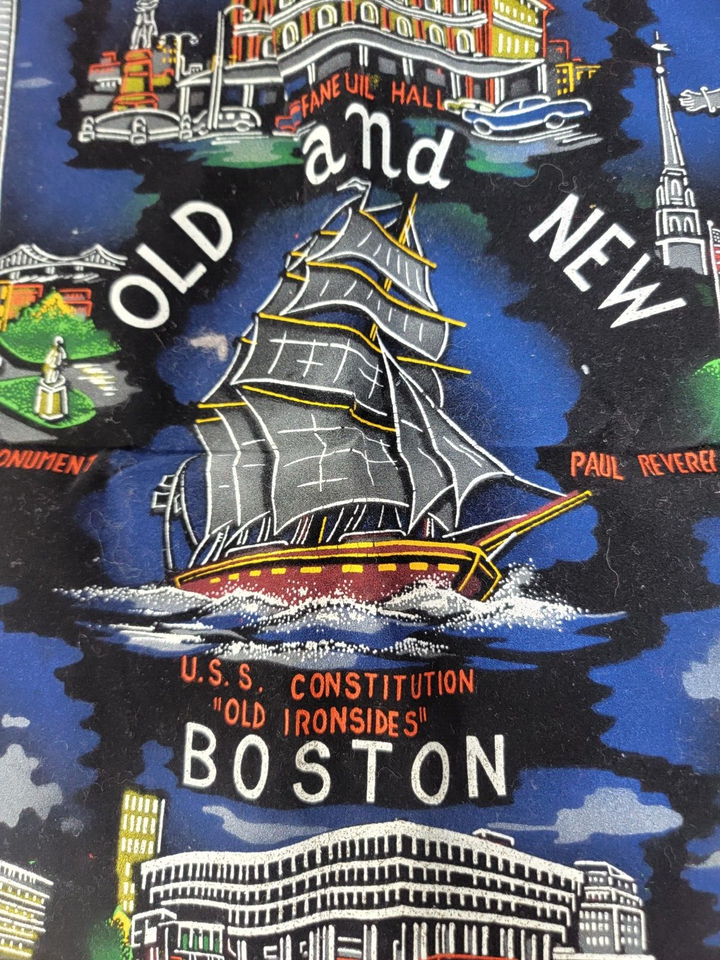 FANEUIL HALL
OLD and NEW
ONUMENT
PAUL REVERE
U.S.S. CONSTITUTION
"OLD IRONSIDES"
BOSTON